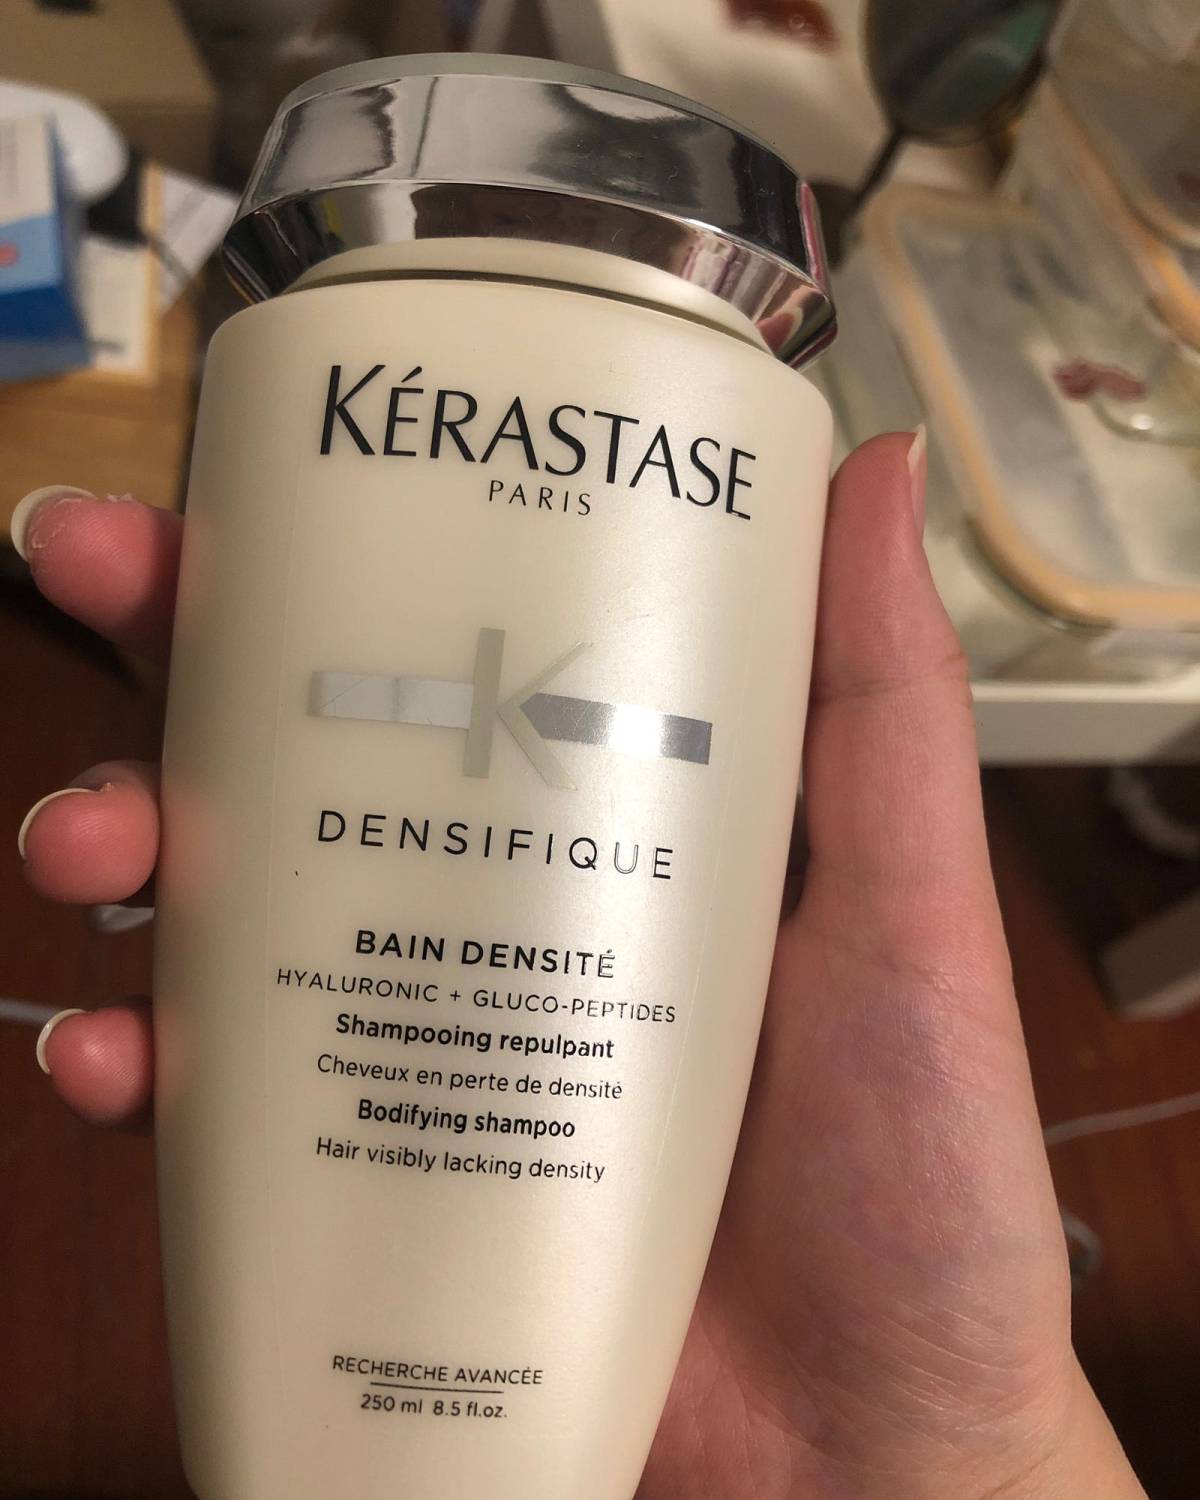 KÉRASTASE
PARIS
K
DENSIFIQUE
BAIN DENSITÉ
HYALURONIC + GLUCO-PEPTIDES
Shampooing repulpant
Cheveux en perte de densité
Bodifying shampoo
Hair visibly lacking density
RECHERCHE AVANCÉE
250 ml 8.5 fl.oz.